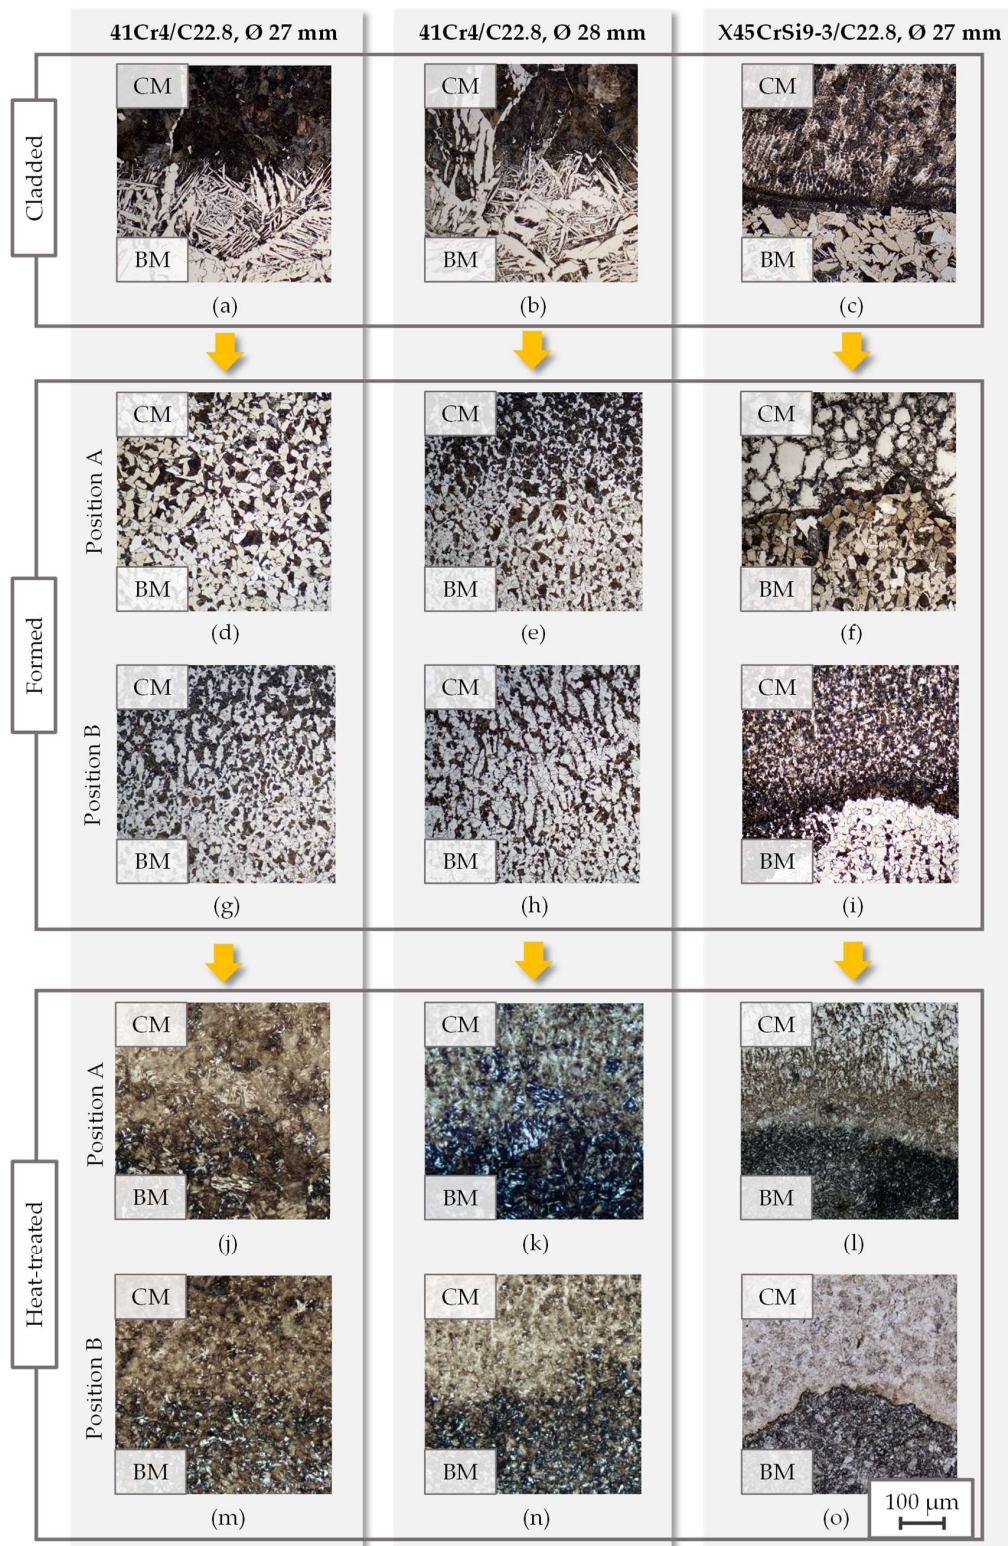 41Cr4/C22.8, Ø 27 mm
41Cr4/C22.8, Ø 28 mm
X45CrSi9-3/C22.8, Ø 27 mm
Cladded
CM
CM
CM
BM
BM
BM
(a)
(b)
(c)
Formed
Position A
CM
CM
CM
BM
BM
BM
(d)
(e)
(f)
Position B
CM
CM
CM
BM
BM
BM
(g)
(h)
(i)
Heat-treated
Position A
CM
CM
CM
BM
BM
BM
(j)
(k)
(l)
Position B
CM
CM
CM
BM
BM
BM
(m)
(n)
(o)
100 µm